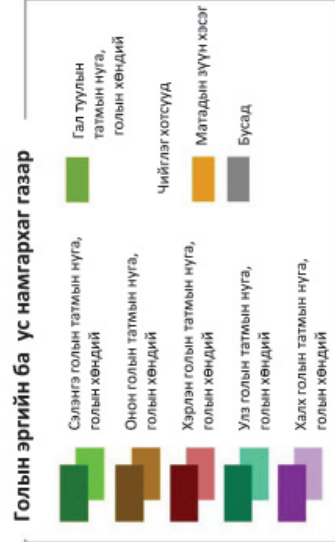 Голын эргийн ба ус намгархаг газар
Сэлэнгэ голын татмын нуга,
голын хөндий
Онон голын татмын нуга,
голын хөндий
Хэрлэн голын татмын нуга,
голын хөндий
Улз голын татмын нуга,
голын хөндий
Халх голын татмын нуга,
голын хөндий
Гал туулын
татмын нуга,
голын хөндий
Чийглэг хотсууд
Матадын зүүн хэсэг
Бусад